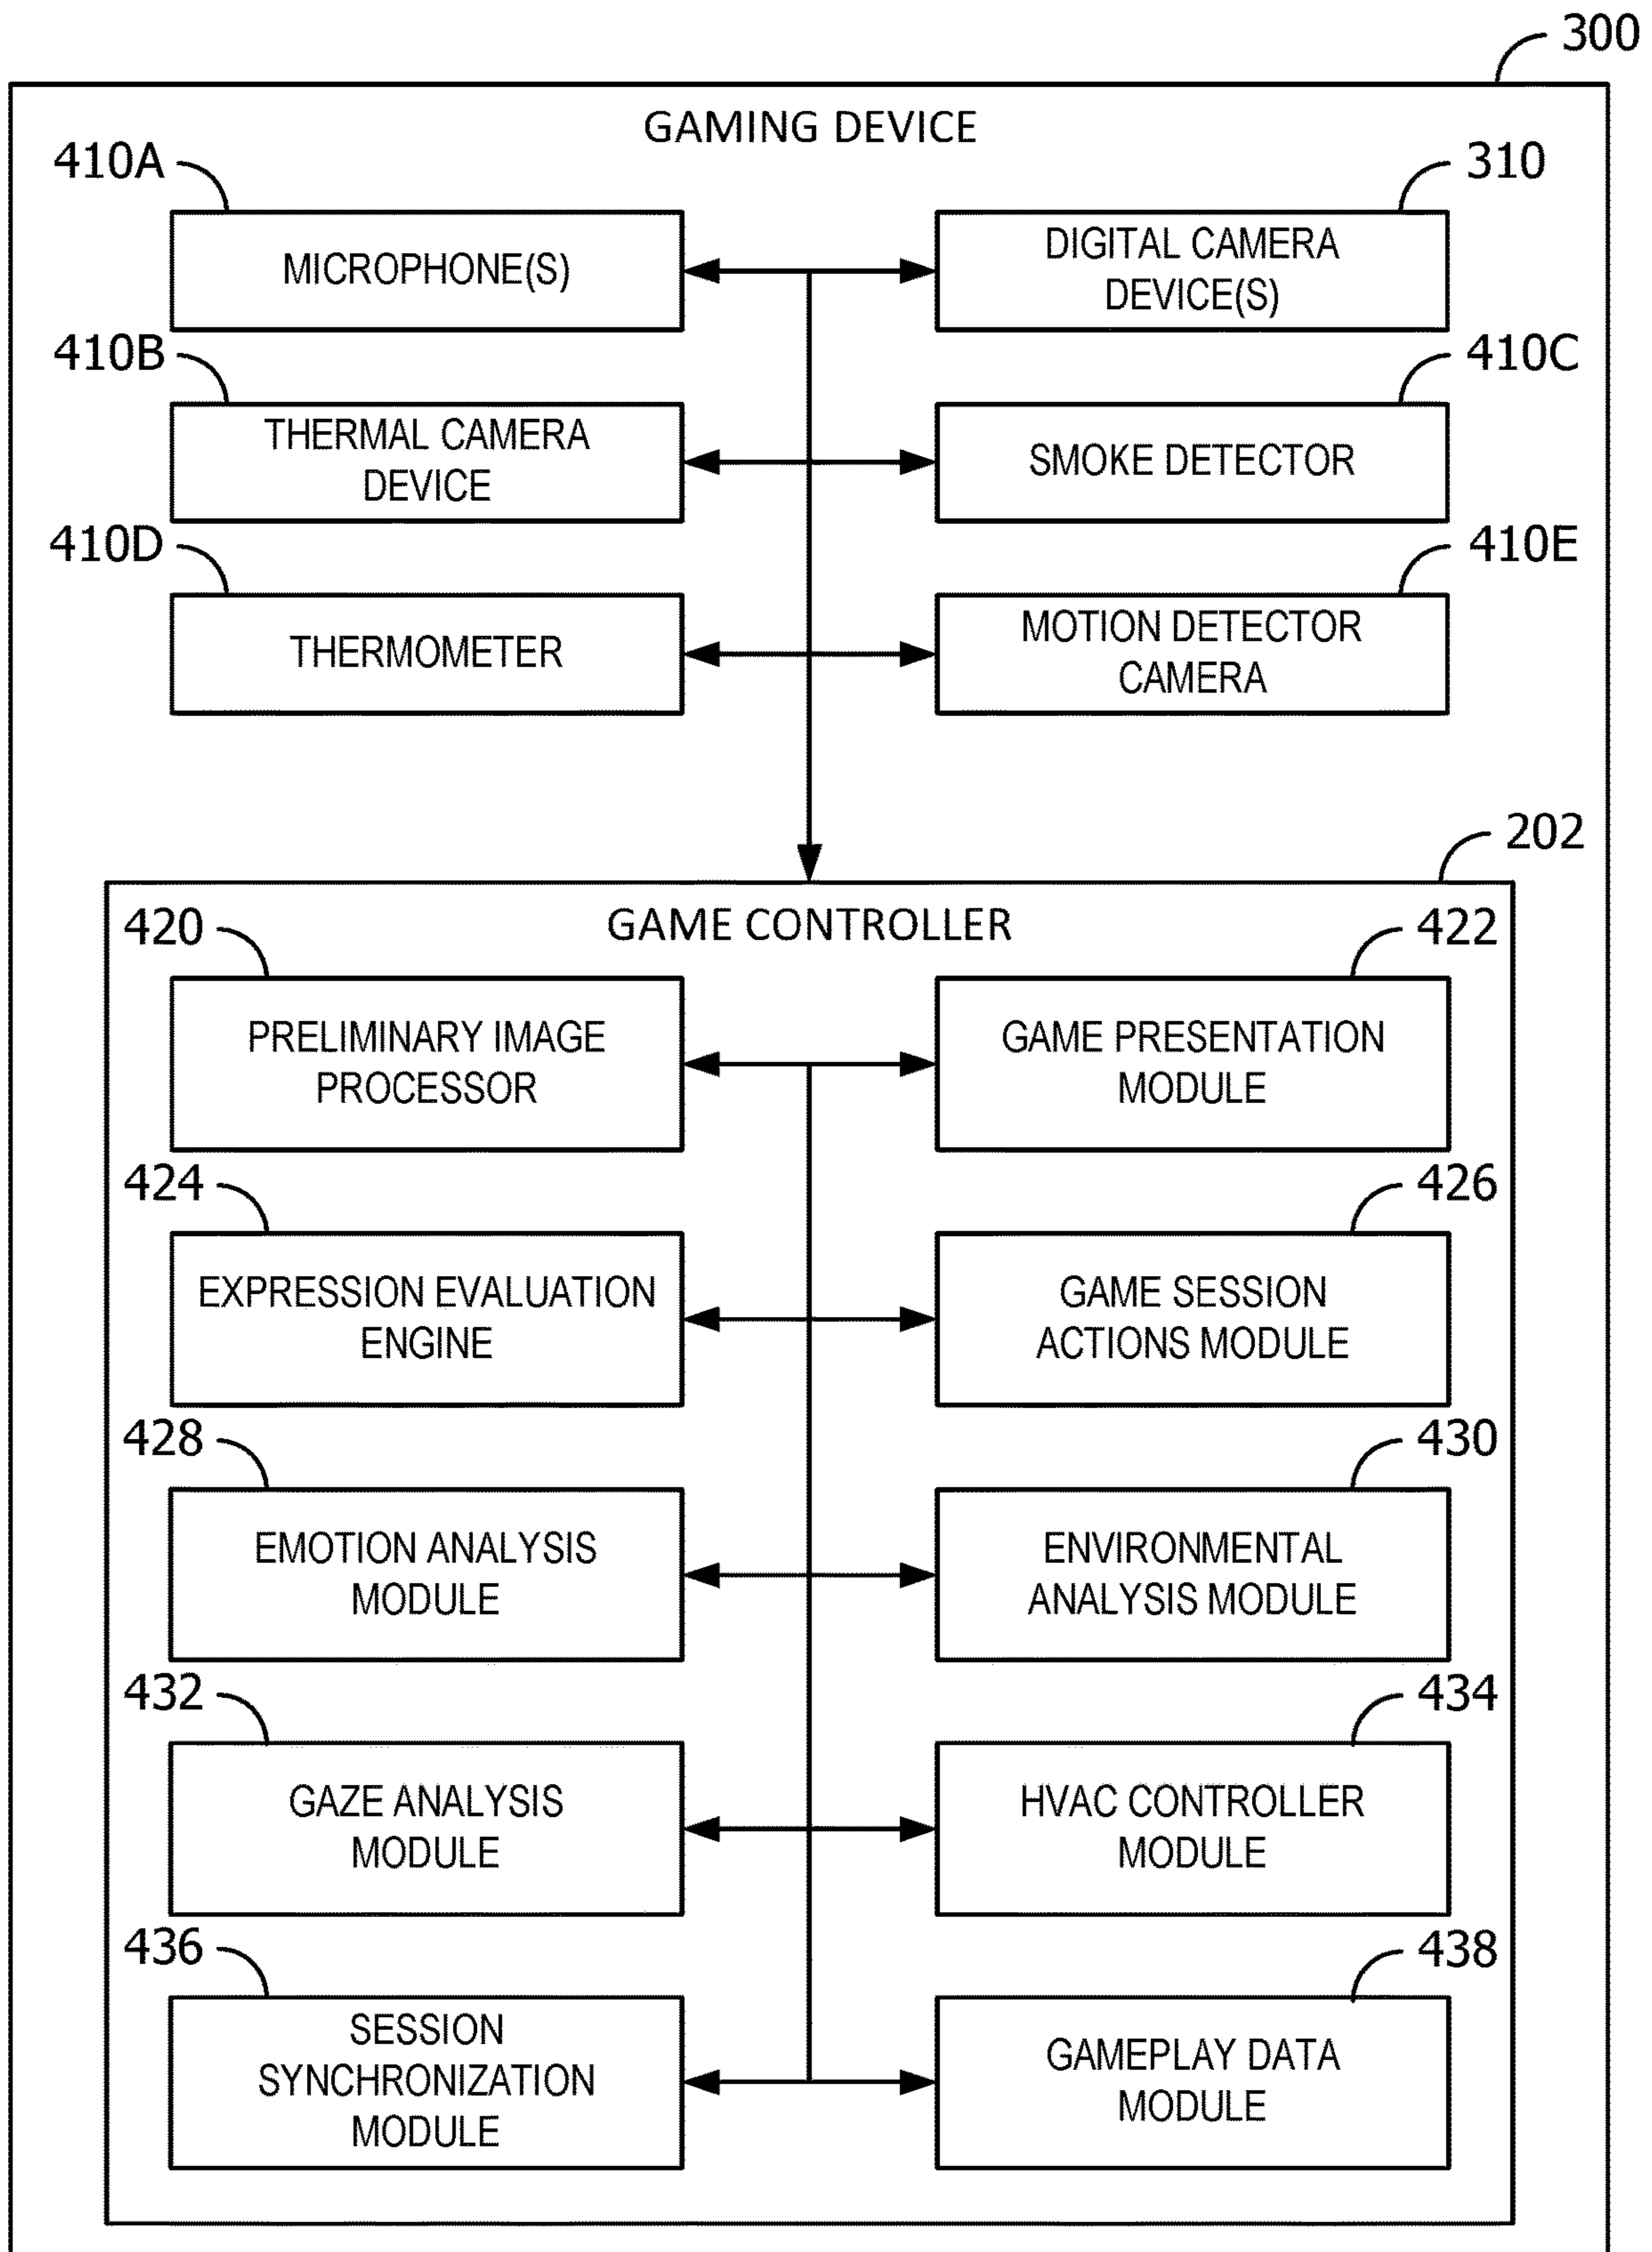 300
GAMING DEVICE
410A
310
MICROPHONE(S)
DIGITAL CAMERA
DEVICE(S)
410B
410C
THERMAL CAMERA
DEVICE
SMOKE DETECTOR
410D
410E
THERMOMETER
MOTION DETECTOR
CAMERA
202
GAME CONTROLLER
420
422
PRELIMINARY IMAGE
PROCESSOR
GAME PRESENTATION
MODULE
424
426
EXPRESSION EVALUATION
ENGINE
GAME SESSION
ACTIONS MODULE
428
430
EMOTION ANALYSIS
MODULE
ENVIRONMENTAL
ANALYSIS MODULE
432
434
GAZE ANALYSIS
MODULE
HVAC CONTROLLER
MODULE
436
438
SESSION
SYNCHRONIZATION
MODULE
GAMEPLAY DATA
MODULE